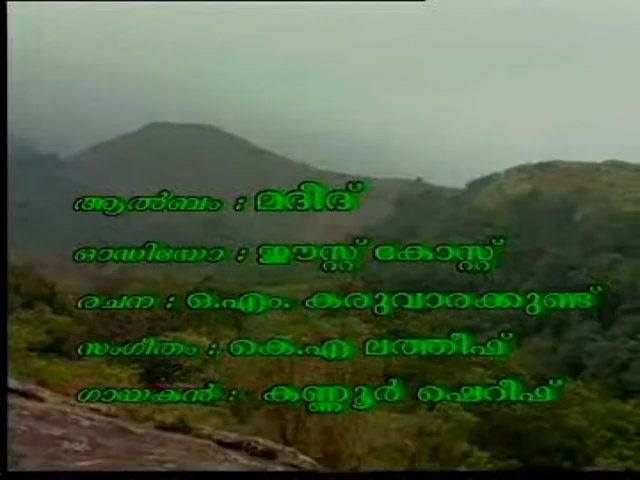 ആൽബം : മദീദ്
ഓഡിയോ : ഈസ്റ്റ് കോസ്റ്റ്
രചന : ഒ.എം. കരുവാരക്കുണ്ട്
സംഗീതം : കെ.എ ലത്തീഫ്
ഗായകൻ : കണ്ണൂർ ഷെറീഫ്